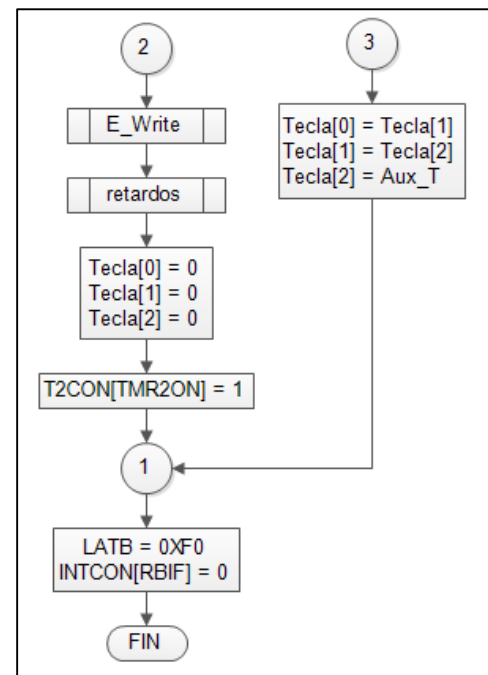 2
E_Write
retardos
Tecla[0] = 0
Tecla[1] = 0
Tecla[2] = 0
T2CON[TMR2ON] = 1
1
LATB = 0XF0
INTCON[RBIF] = 0
FIN
3
Tecla[0] = Tecla[1]
Tecla[1] = Tecla[2]
Tecla[2] = Aux_T